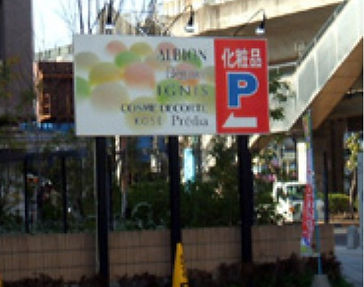 ALBION
IGNIS
COSME DECORTE
KOSÉ Prédia
化粧品
P